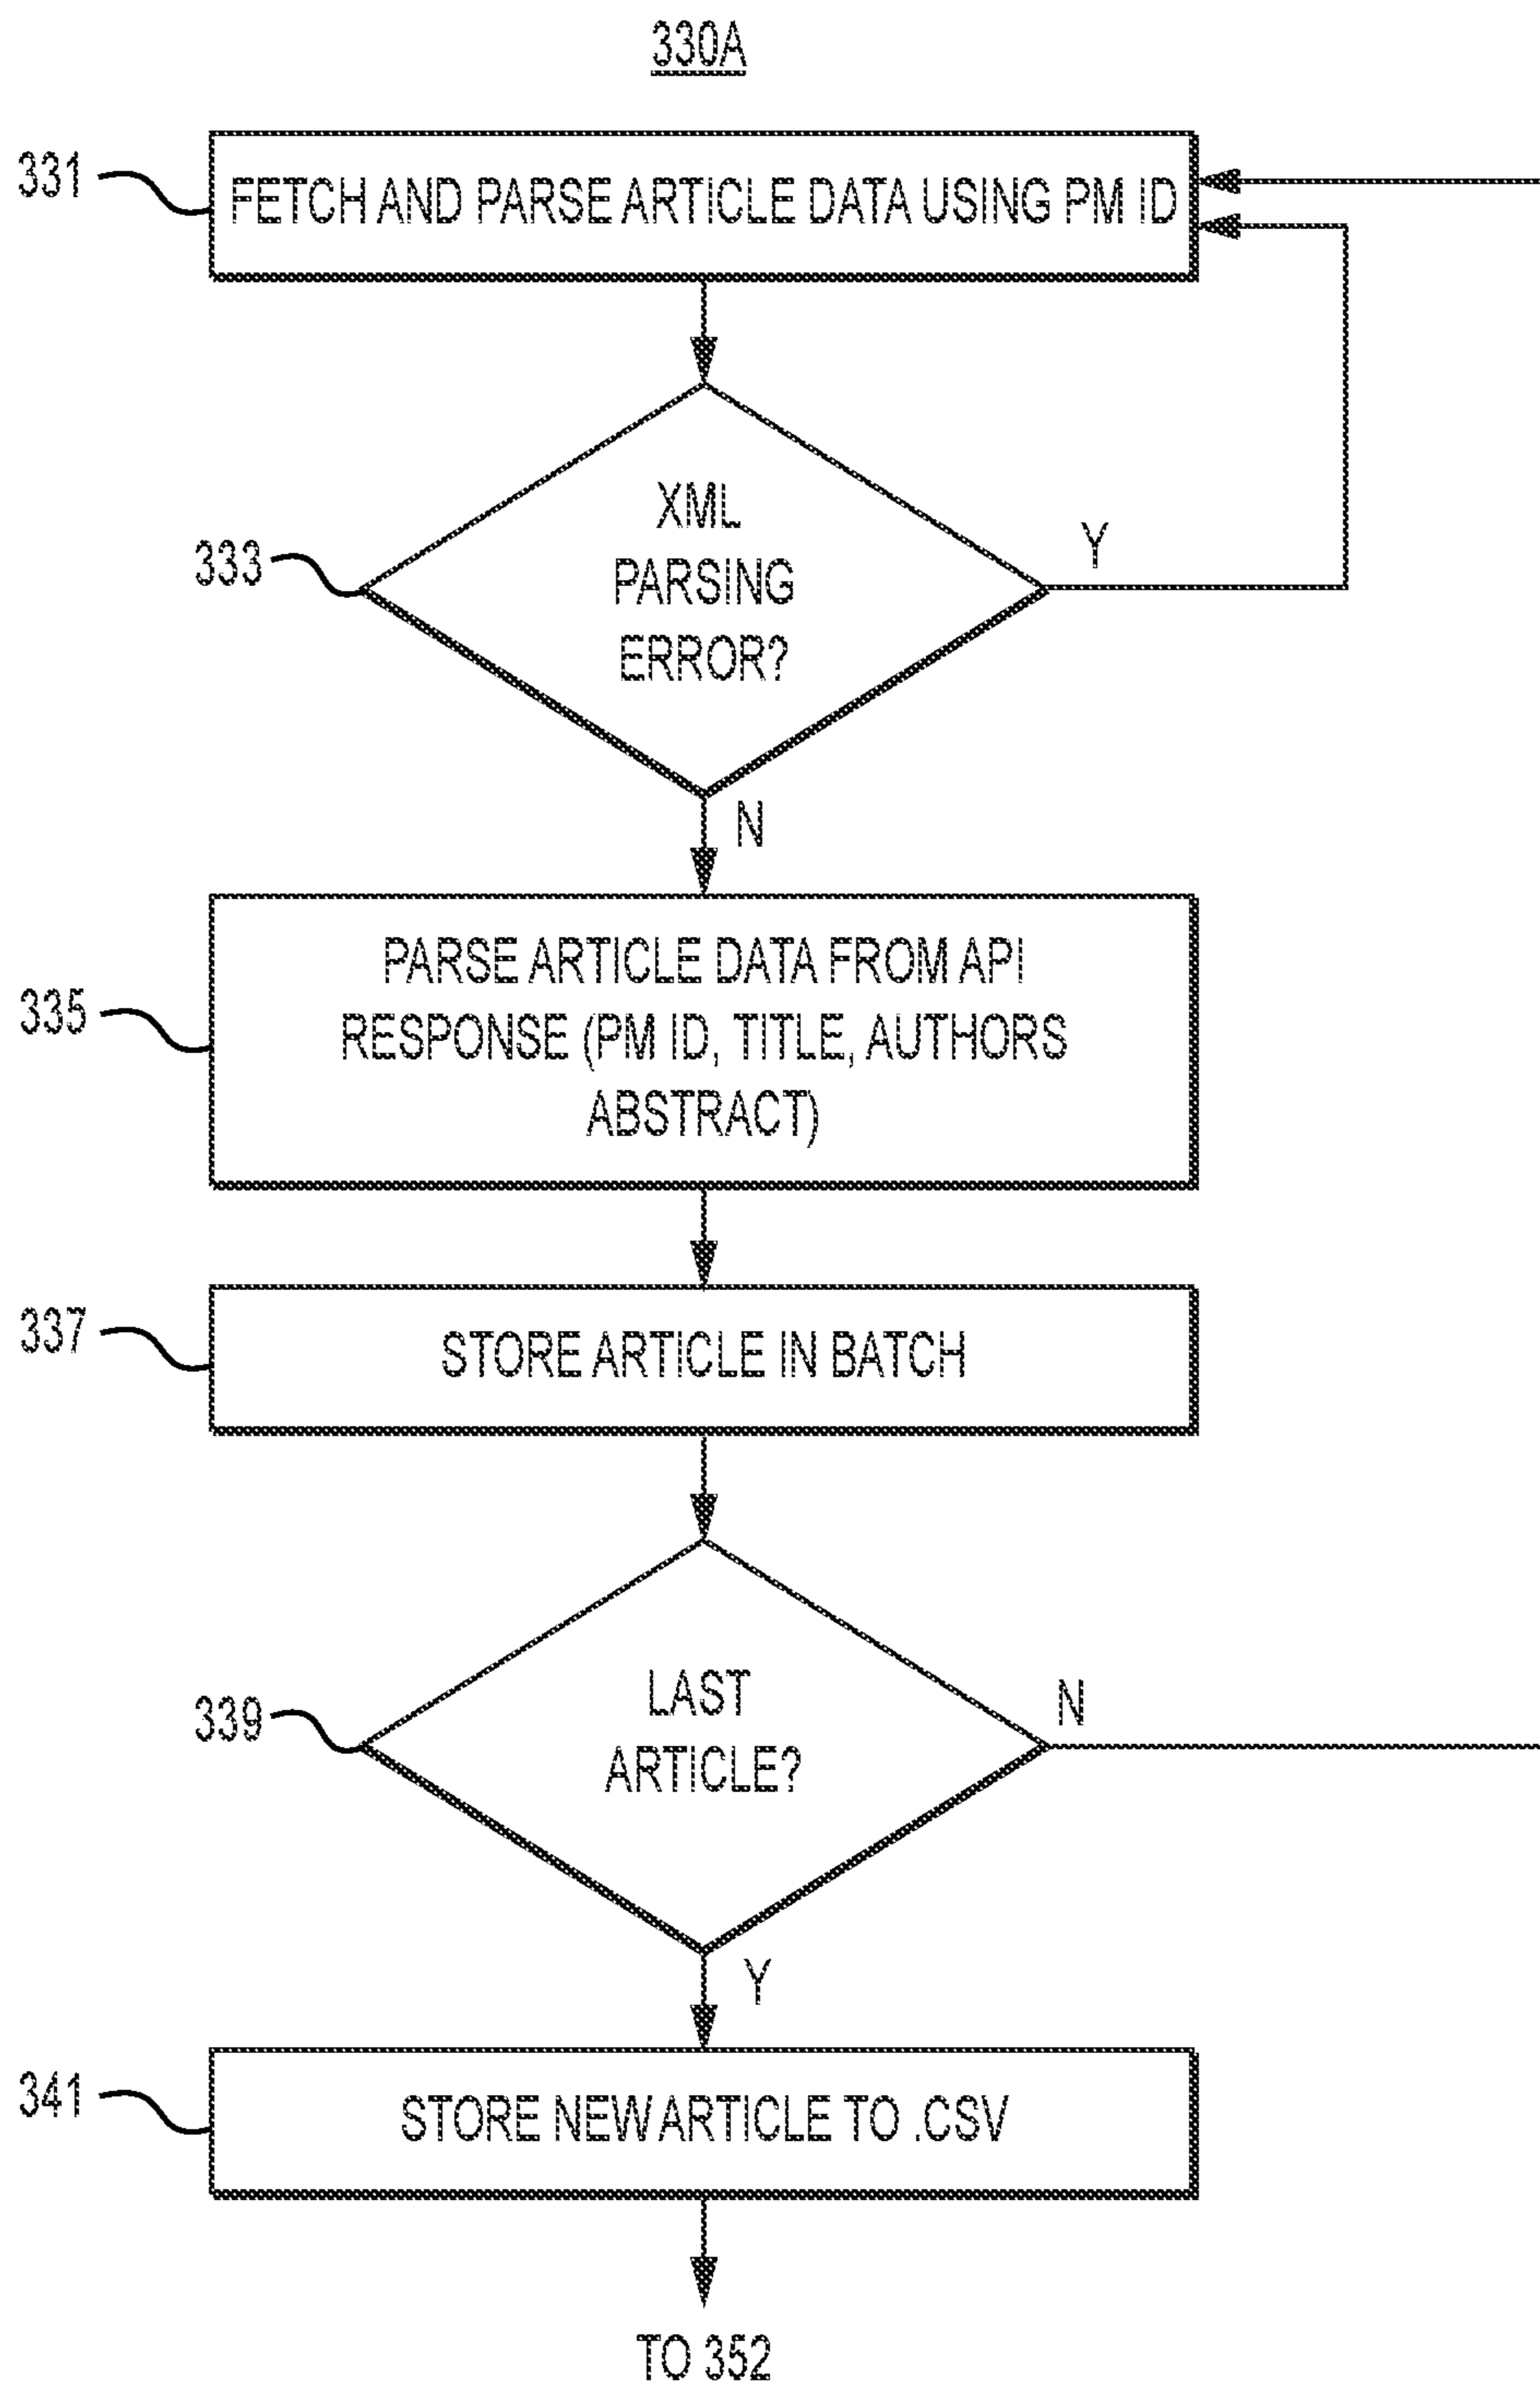 330A
331
FETCH AND PARSE ARTICLE DATA USING PM ID
XML
PARSING
ERROR?
333
Y
N
335
PARSE ARTICLE DATA FROM API
RESPONSE (PM ID, TITLE, AUTHORS
ABSTRACT)
337
STORE ARTICLE IN BATCH
LAST
ARTICLE?
339
N
Y
341
STORE NEW ARTICLE TO .CSV
TO 352